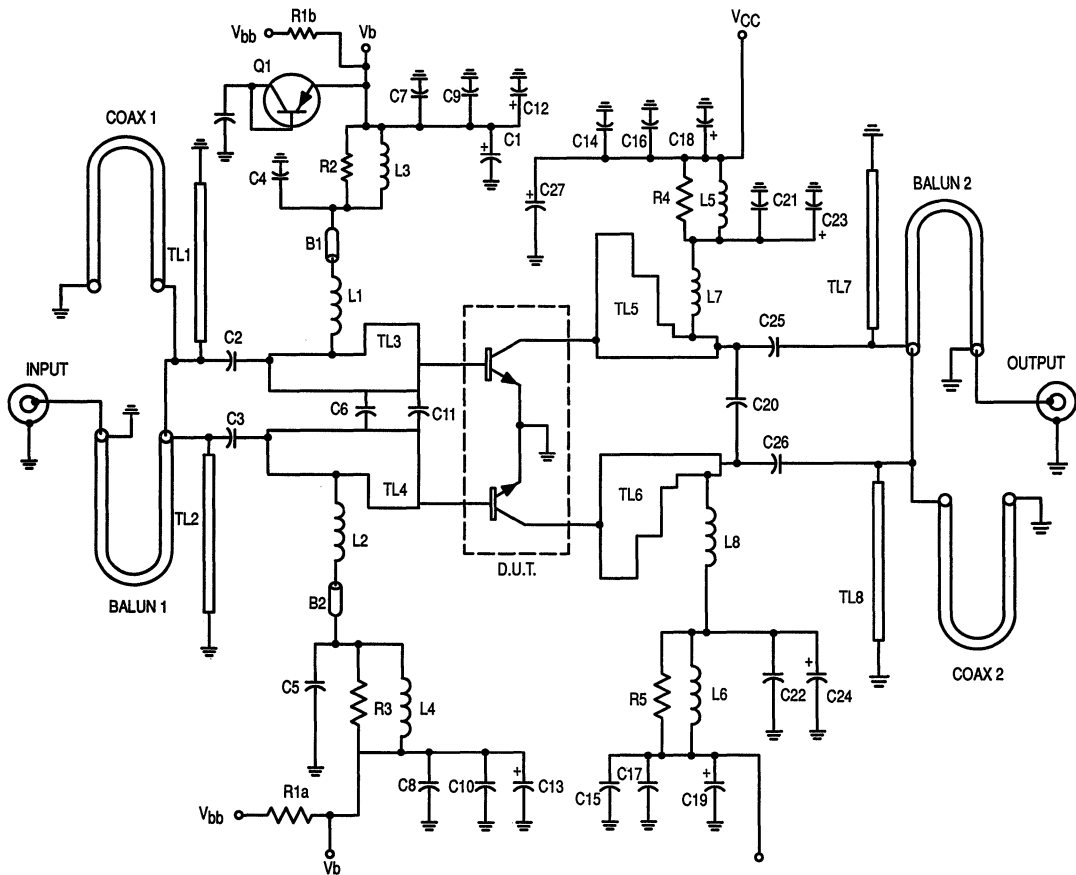 R1b
Vbb
Vb
VCC
Q1
C7
C9
C12
COAX 1
C14
C16
C18
C1
R2
L3
C4
C27
R4
L5
C21
C23
BALUN 2
B1
TL1
L1
L7
TL5
TL7
C25
C2
TL3
INPUT
OUTPUT
C6
C11
C20
C3
C26
TL4
TL6
TL2
L2
L8
D.U.T.
B2
BALUN 1
TL8
COAX 2
C5
R3
L4
R5
L6
C22
C24
C8
C10
C13
C15
C17
C19
R1a
Vbb
Vb